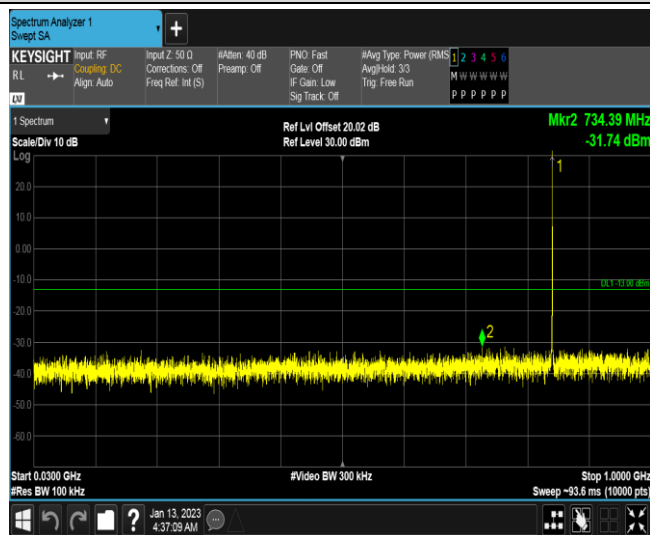 Spectrum Analyzer 1
Swept SA
+
KEYSIGHT
RL
LXI
Input: RF
Coupling: DC
Align: Auto
Input Z: 50 Ω
Corrections: Off
Freq Ref: Int (S)
#Atten: 40 dB
Preamp: Off
PNO: Fast
Gate: Off
IF Gain: Low
Sig Track: Off
#Avg Type: Power (RMS
Avg|Hold: 3/3
Trig: Free Run
1 2 3 4 5 6
M W W W W W
P P P P P P
1 Spectrum
Scale/Div 10 dB
Log
Ref Lvl Offset 20.02 dB
Ref Level 30.00 dBm
Mkr2 734.39 MHz
-31.74 dBm
1
20.0
10.0
0.00
-10.0
DL1 -13.00 dBm
-20.0
-30.0
2
-40.0
-50.0
-60.0
Start 0.0300 GHz
#Res BW 100 kHz
#Video BW 300 kHz
Stop 1.0000 GHz
Sweep ~93.6 ms (10000 pts)
?
Jan 13, 2023
4:37:09 AM